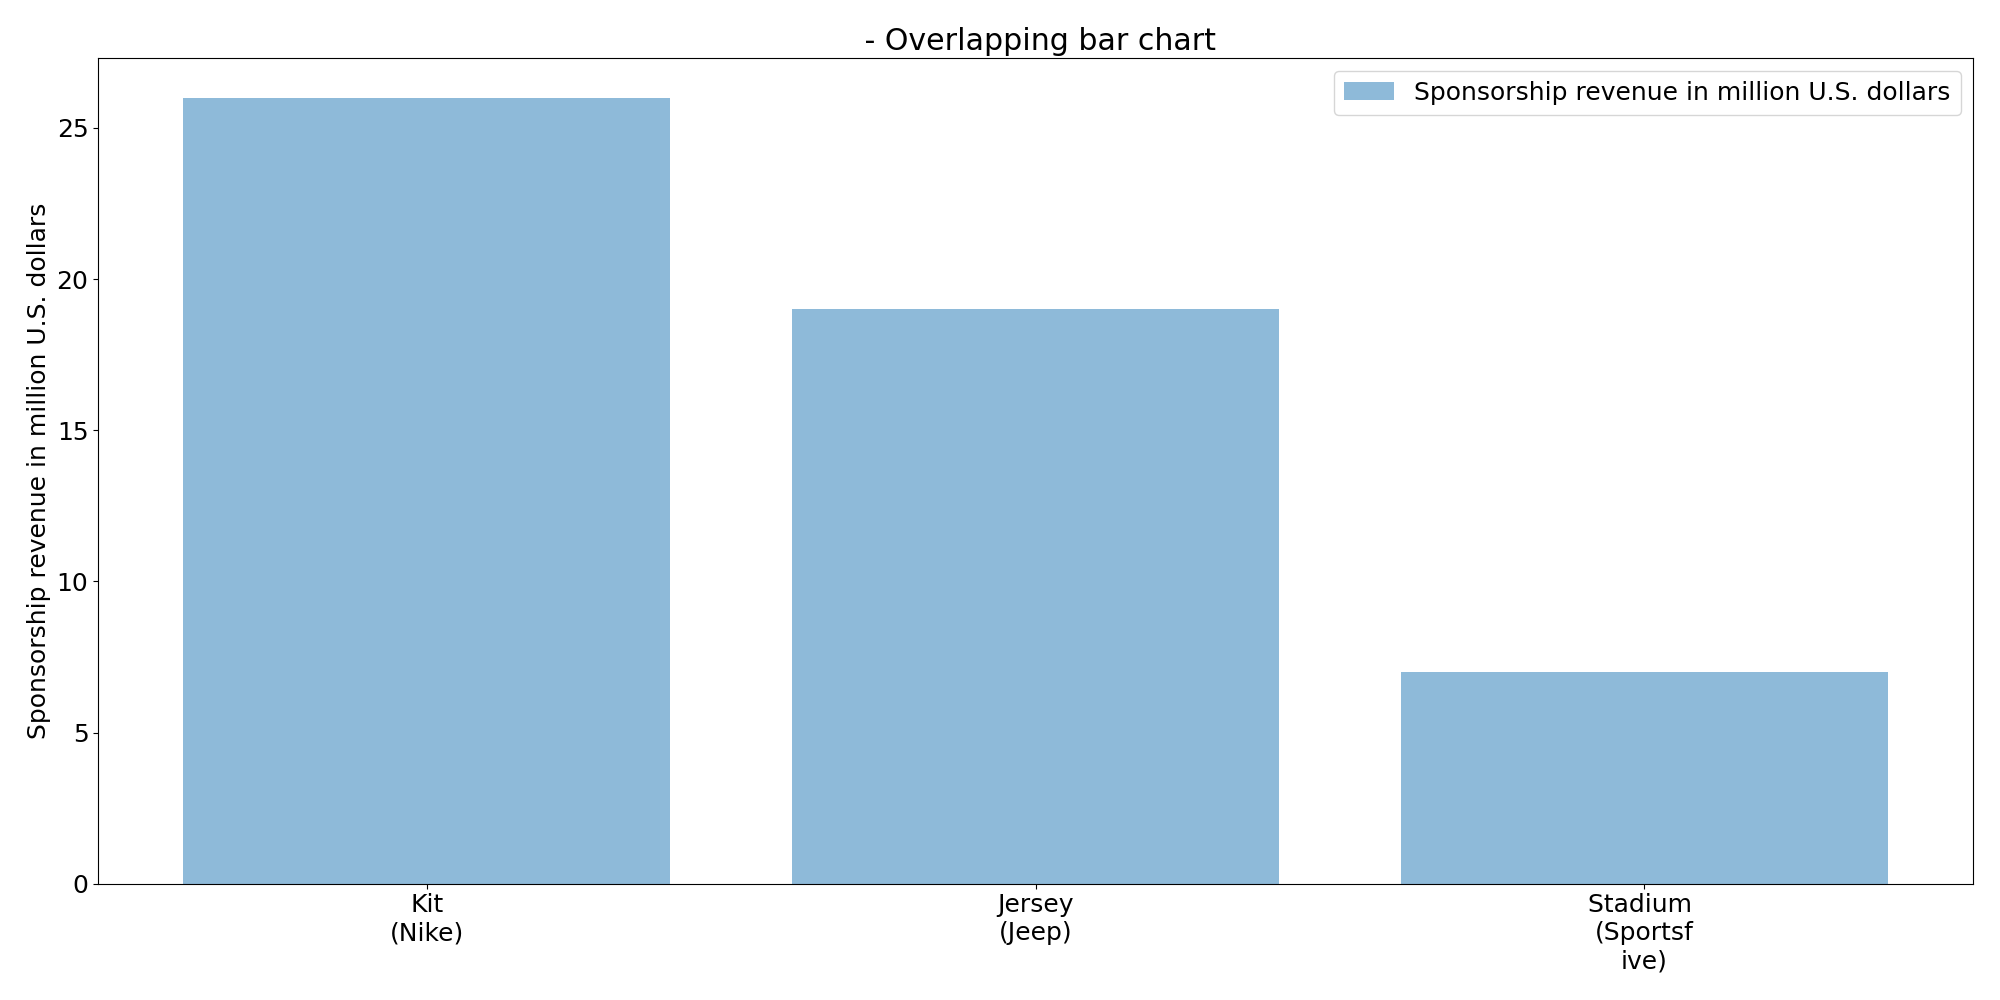 - Overlapping bar chart
Sponsorship revenue in million U.S. dollars
Sponsorship revenue in million U.S. dollars
25
20
15
10
5
0
Kit
(Nike)
Jersey
(Jeep)
Stadium
(Sportsf
ive)